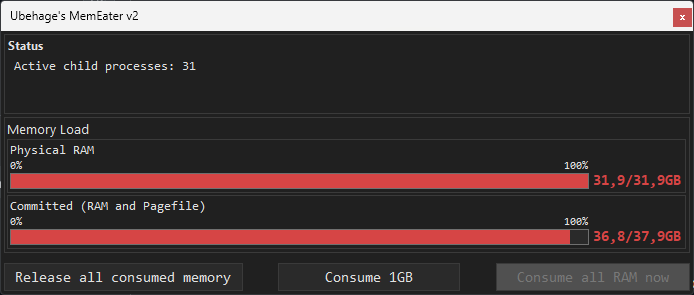 Ubehage's MemEater v2
x
Status
Active child processes: 31
Memory Load
Physical RAM
0% 100%
31,9/31,9GB
Committed (RAM and Pagefile)
0% 100%
36,8/37,9GB
Release all consumed memory Consume 1GB Consume all RAM now